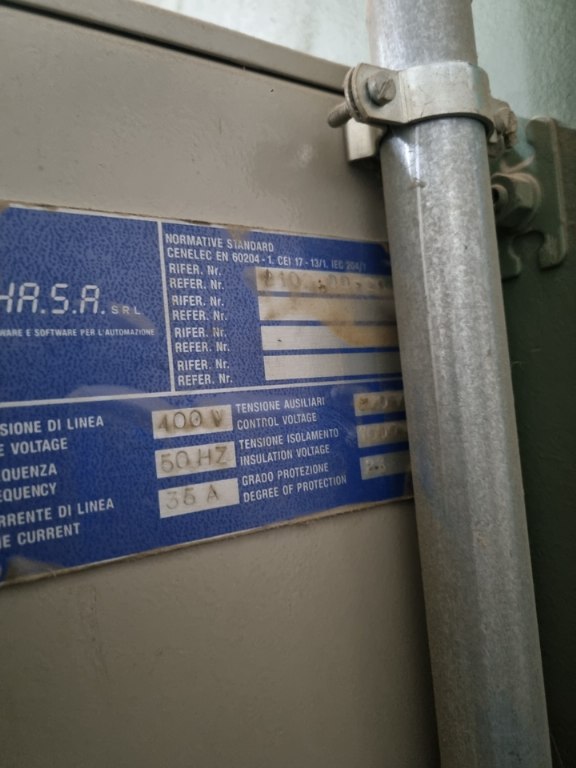 HA.S.A. SRL
WARE E SOFTWARE PER L'AUTOMAZIONE
NORMATIVE STANDARD
CENELEC EN 60204 - 1. CEI 17 - 13/1. IEC 204/1
RIFER. Nr.
REFER. Nr.
RIFER. Nr.
REFER. Nr.
RIFER. Nr.
REFER. Nr.
RIFER. Nr.
REFER. Nr.
SIONE DI LINEA 400 V
E VOLTAGE
EQUENZA 50 HZ
EQUENCY
RRENTE DI LINEA 35 A
NE CURRENT
TENSIONE AUSILIARI
CONTROL VOLTAGE
TENSIONE ISOLAMENTO
INSULATION VOLTAGE
GRADO PROTEZIONE
DEGREE OF PROTECTION